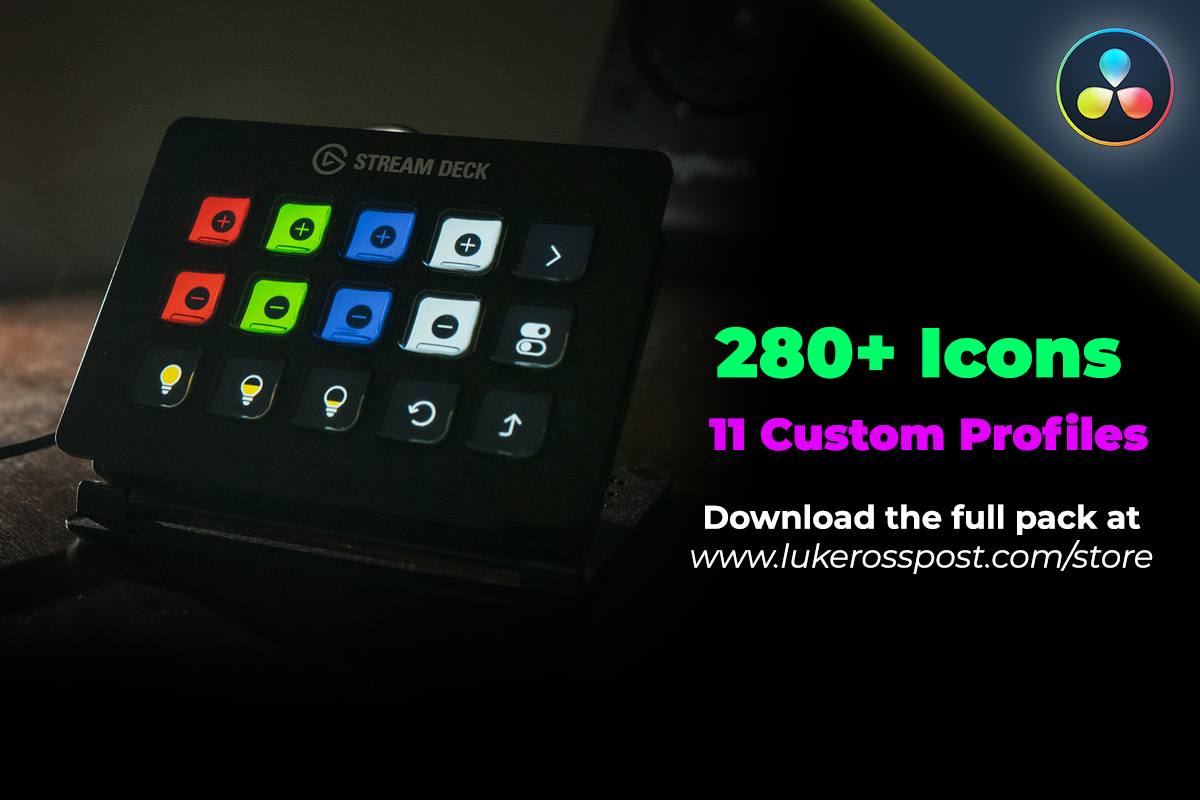 STREAM DECK
280+ Icons
11 Custom Profiles
Download the full pack at
www.lukerosspost.com/store